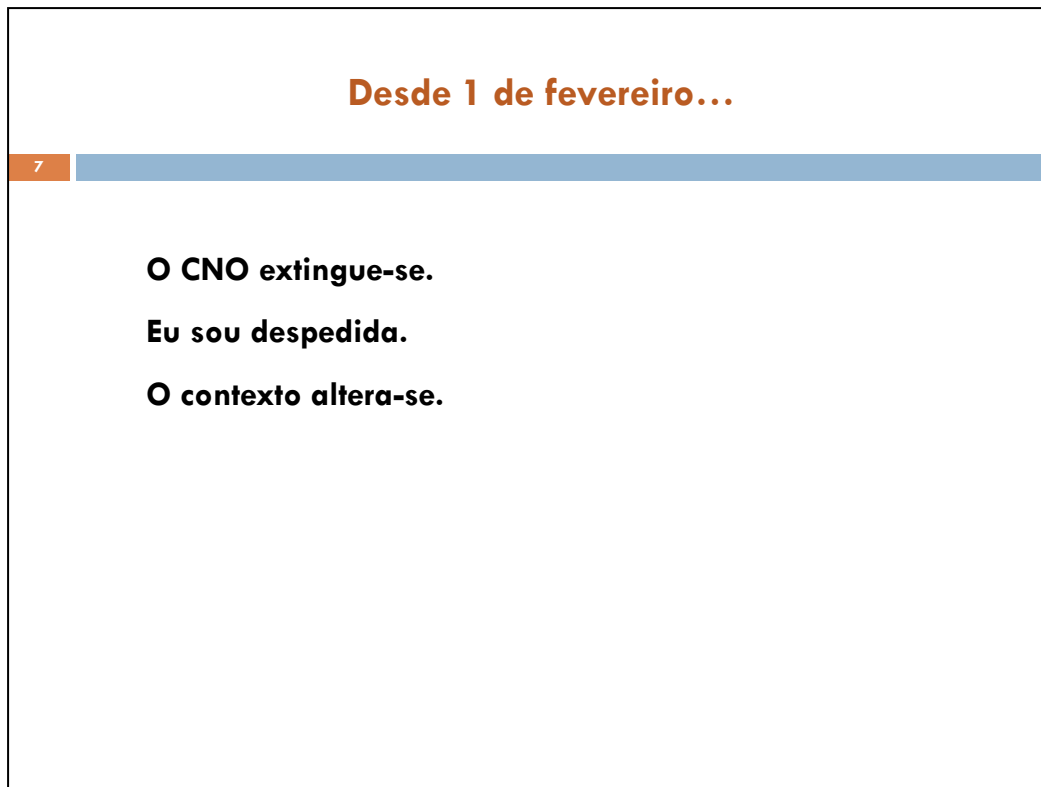 Desde 1 de fevereiro...
7
O CNO extingue-se.
Eu sou despedida.
O contexto altera-se.